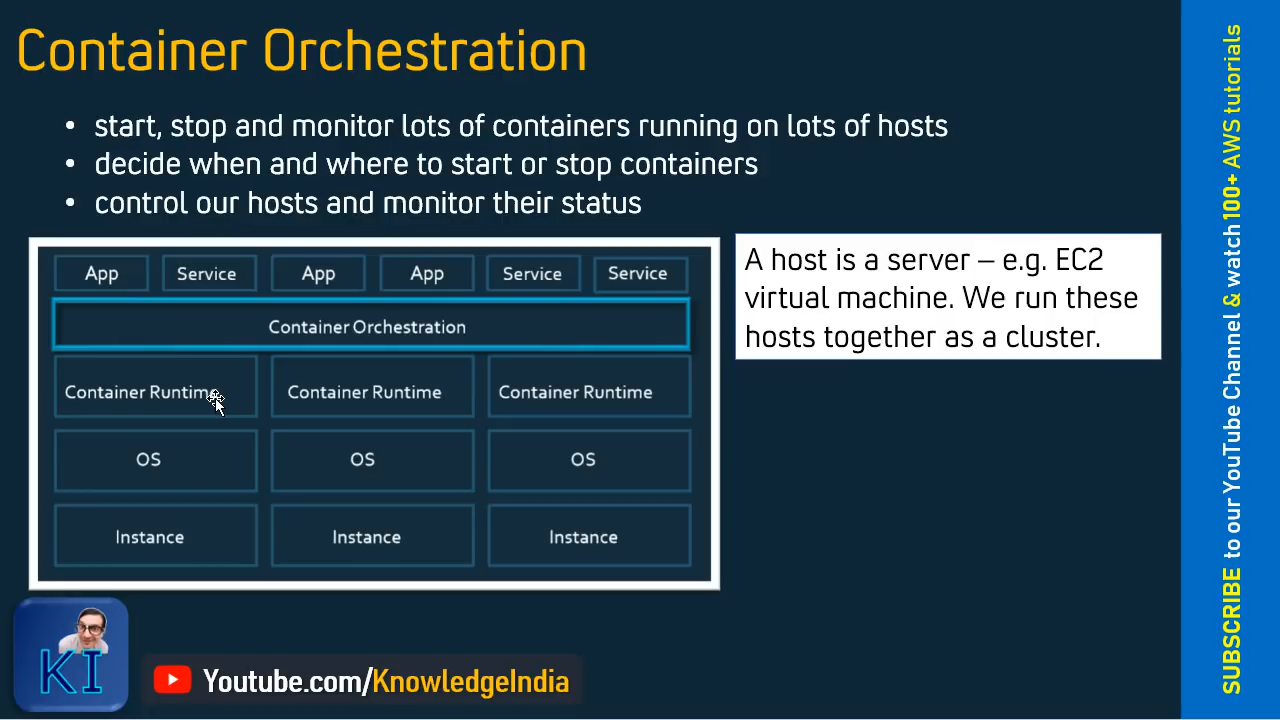 Container Orchestration
• start, stop and monitor lots of containers running on lots of hosts
• decide when and where to start or stop containers
• control our hosts and monitor their status
App Service App App Service Service
Container Orchestration
Container Runtime Container Runtime Container Runtime
OS OS OS
Instance Instance Instance
A host is a server – e.g. EC2
virtual machine. We run these
hosts together as a cluster.
KI
Youtube.com/KnowledgeIndia
SUBSCRIBE to our YouTube Channel & watch 100+ AWS tutorials